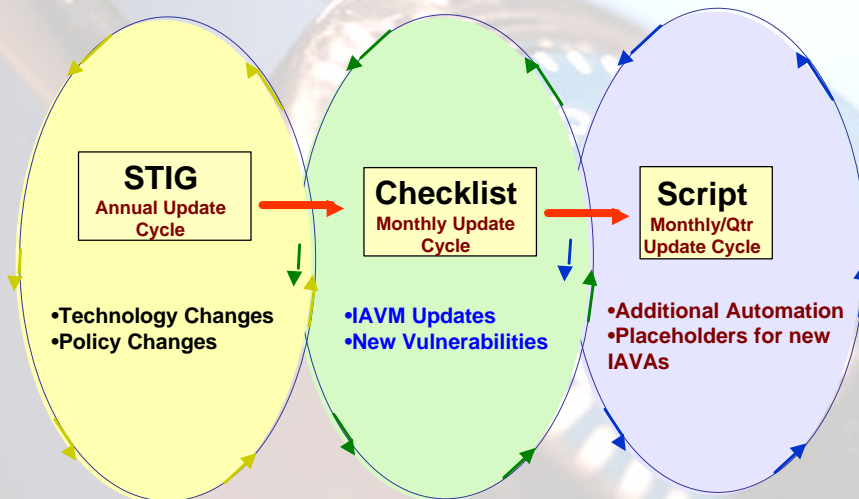 STIG
Annual Update
Cycle
•Technology Changes
•Policy Changes
Checklist
Monthly Update
Cycle
•IAVM Updates
•New Vulnerabilities
Script
Monthly/Qtr
Update Cycle
•Additional Automation
•Placeholders for new
IAVAs